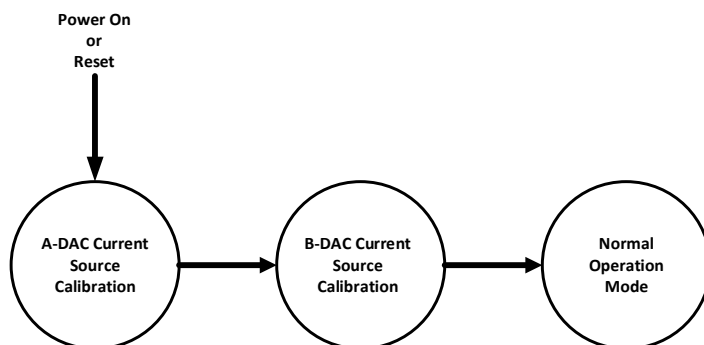 Power On
or
Reset
A-DAC Current
Source
Calibration
B-DAC Current
Source
Calibration
Normal
Operation
Mode